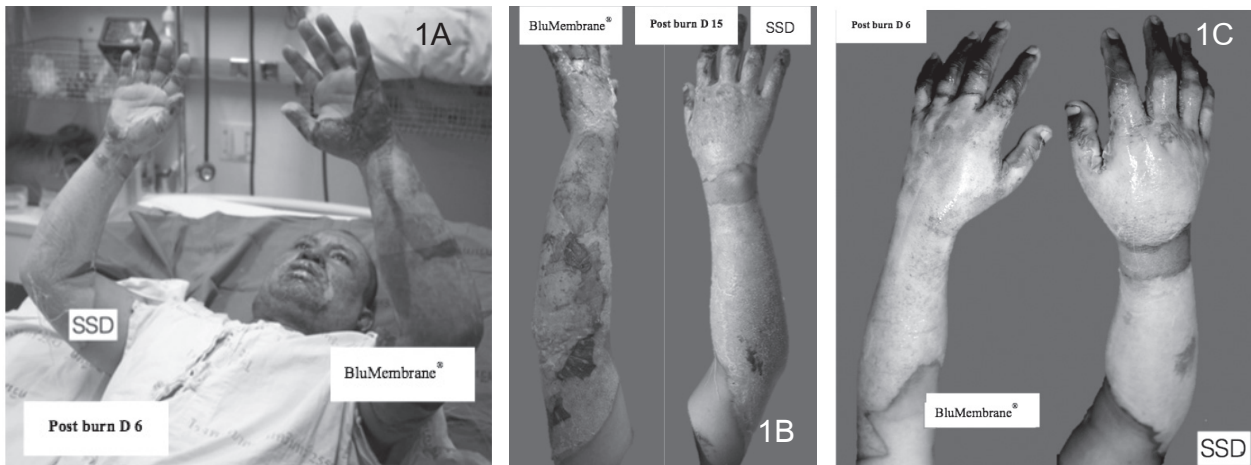 1A
SSD
BluMembrane®
Post burn D 6
BluMembrane®
Post burn D 15
SSD
1B
Post burn D 6
1C
BluMembrane®
SSD